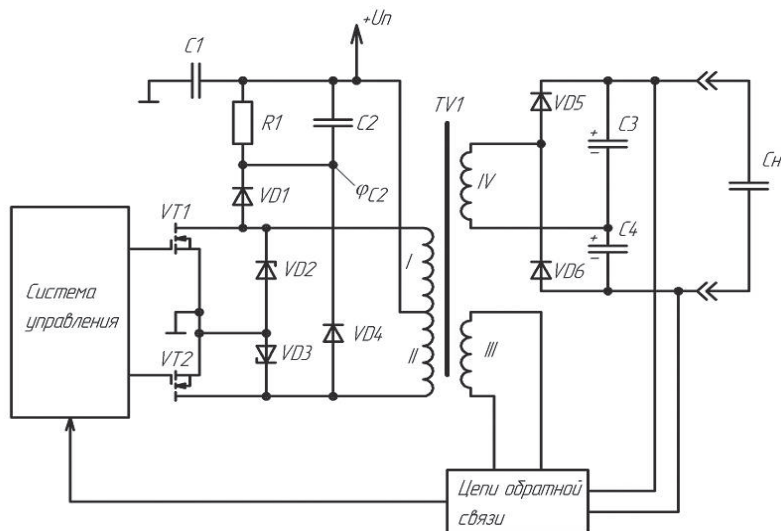 +Uп
C1
TV1
R1
C2
VD5
C3
+
−
VD1
φC2
IV
Cн
VT1
C4
+
−
I
VD2
VD6
Система
управления
VD3
VD4
II
III
VT2
Цепи обратной
связи